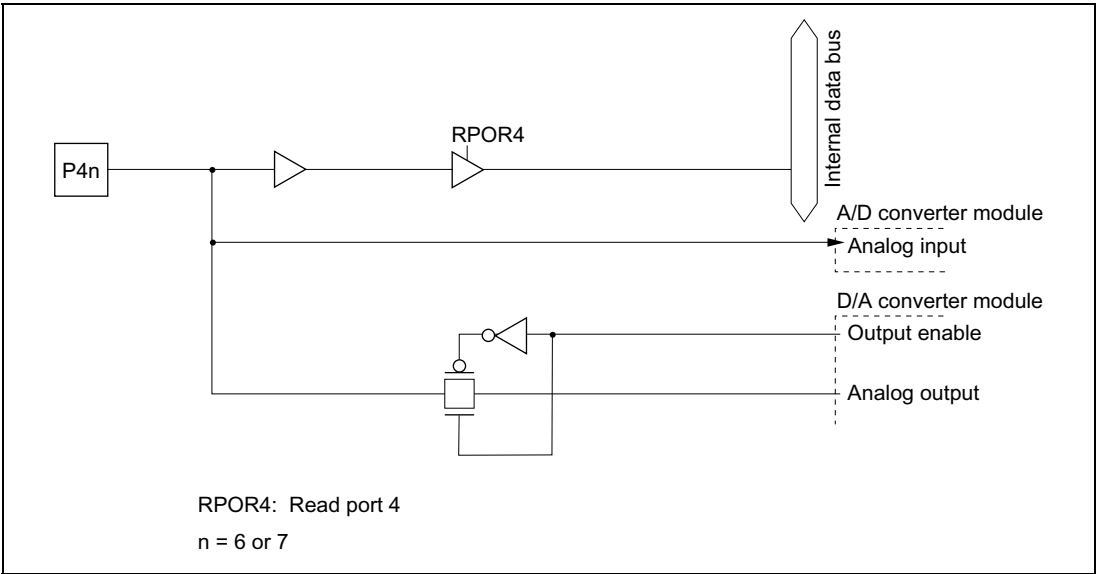 RPOR4
P4n
Internal data bus
A/D converter module
Analog input
D/A converter module
Output enable
Analog output
RPOR4: Read port 4
n = 6 or 7